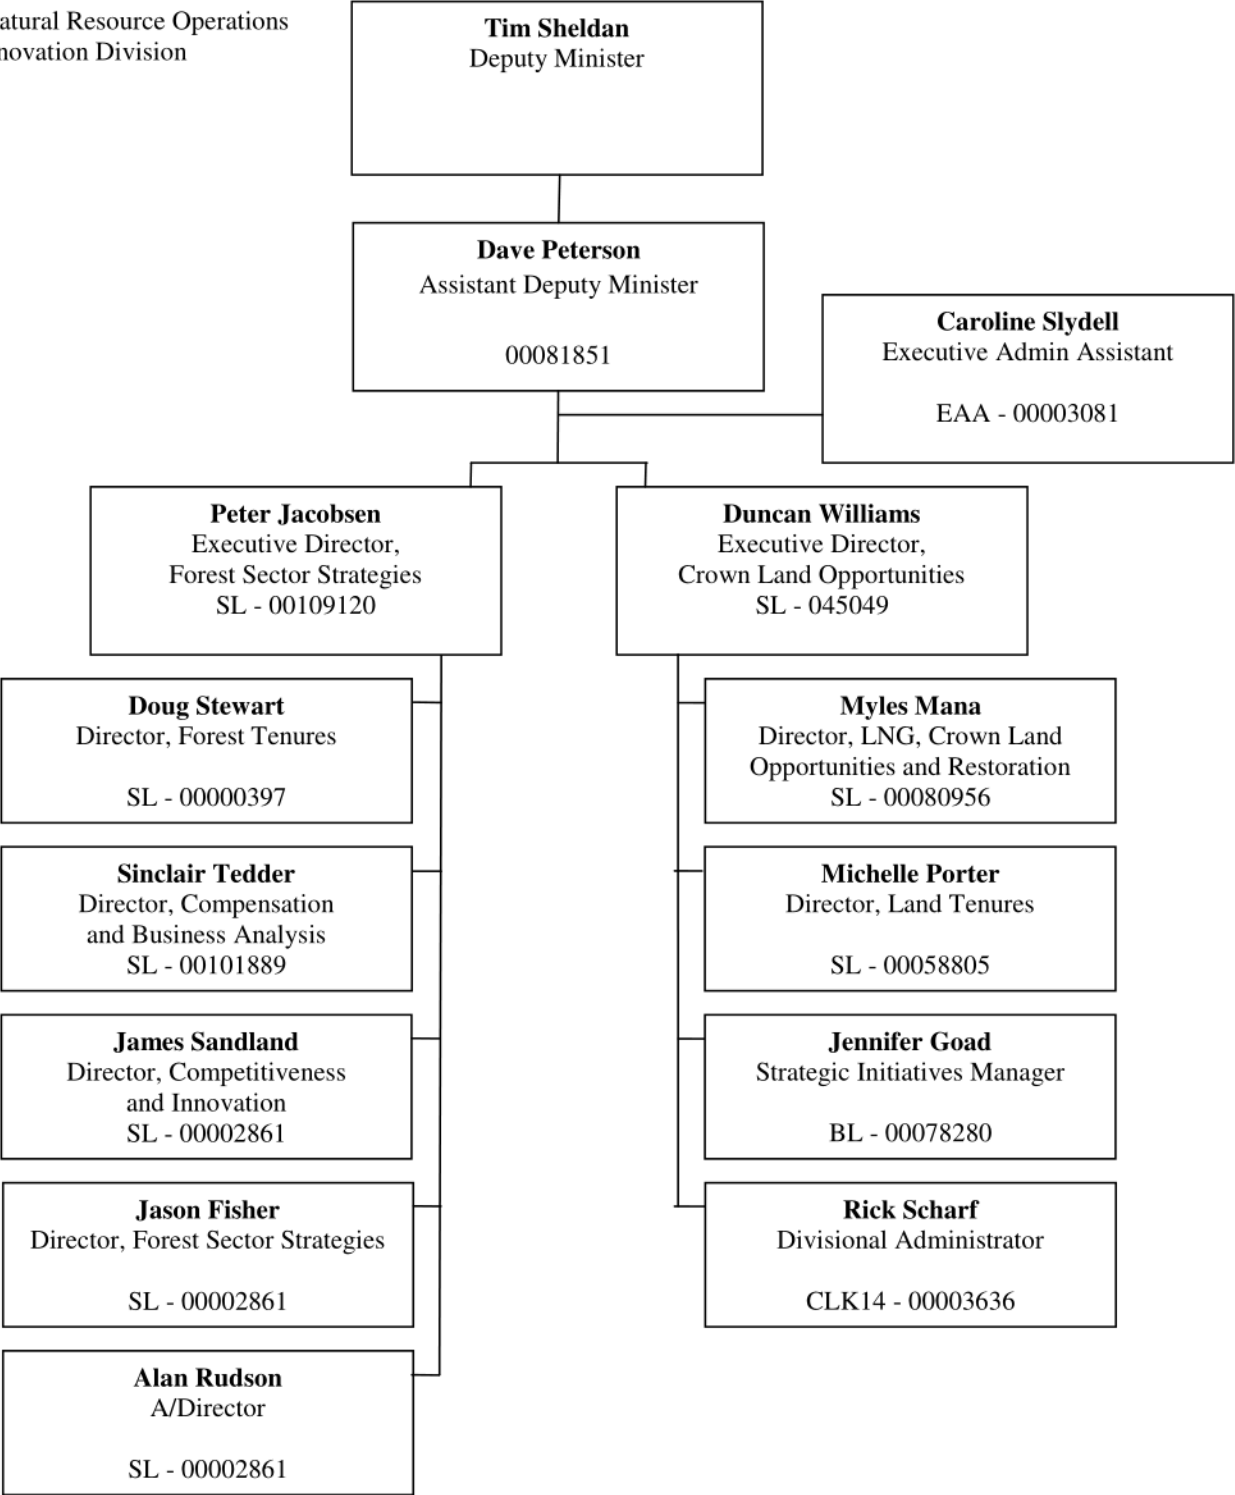 atural Resource Operations
novation Division
Tim Sheldan
Deputy Minister
Dave Peterson
Assistant Deputy Minister
00081851
Caroline Slydell
Executive Admin Assistant
EAA - 00003081
Peter Jacobsen
Executive Director,
Forest Sector Strategies
SL - 00109120
Duncan Williams
Executive Director,
Crown Land Opportunities
SL - 045049
Doug Stewart
Director, Forest Tenures
SL - 00000397
Sinclair Tedder
Director, Compensation
and Business Analysis
SL - 00101889
James Sandland
Director, Competitiveness
and Innovation
SL - 00002861
Jason Fisher
Director, Forest Sector Strategies
SL - 00002861
Alan Rudson
A/Director
SL - 00002861
Myles Mana
Director, LNG, Crown Land
Opportunities and Restoration
SL - 00080956
Michelle Porter
Director, Land Tenures
SL - 00058805
Jennifer Goad
Strategic Initiatives Manager
BL - 00078280
Rick Scharf
Divisional Administrator
CLK14 - 00003636